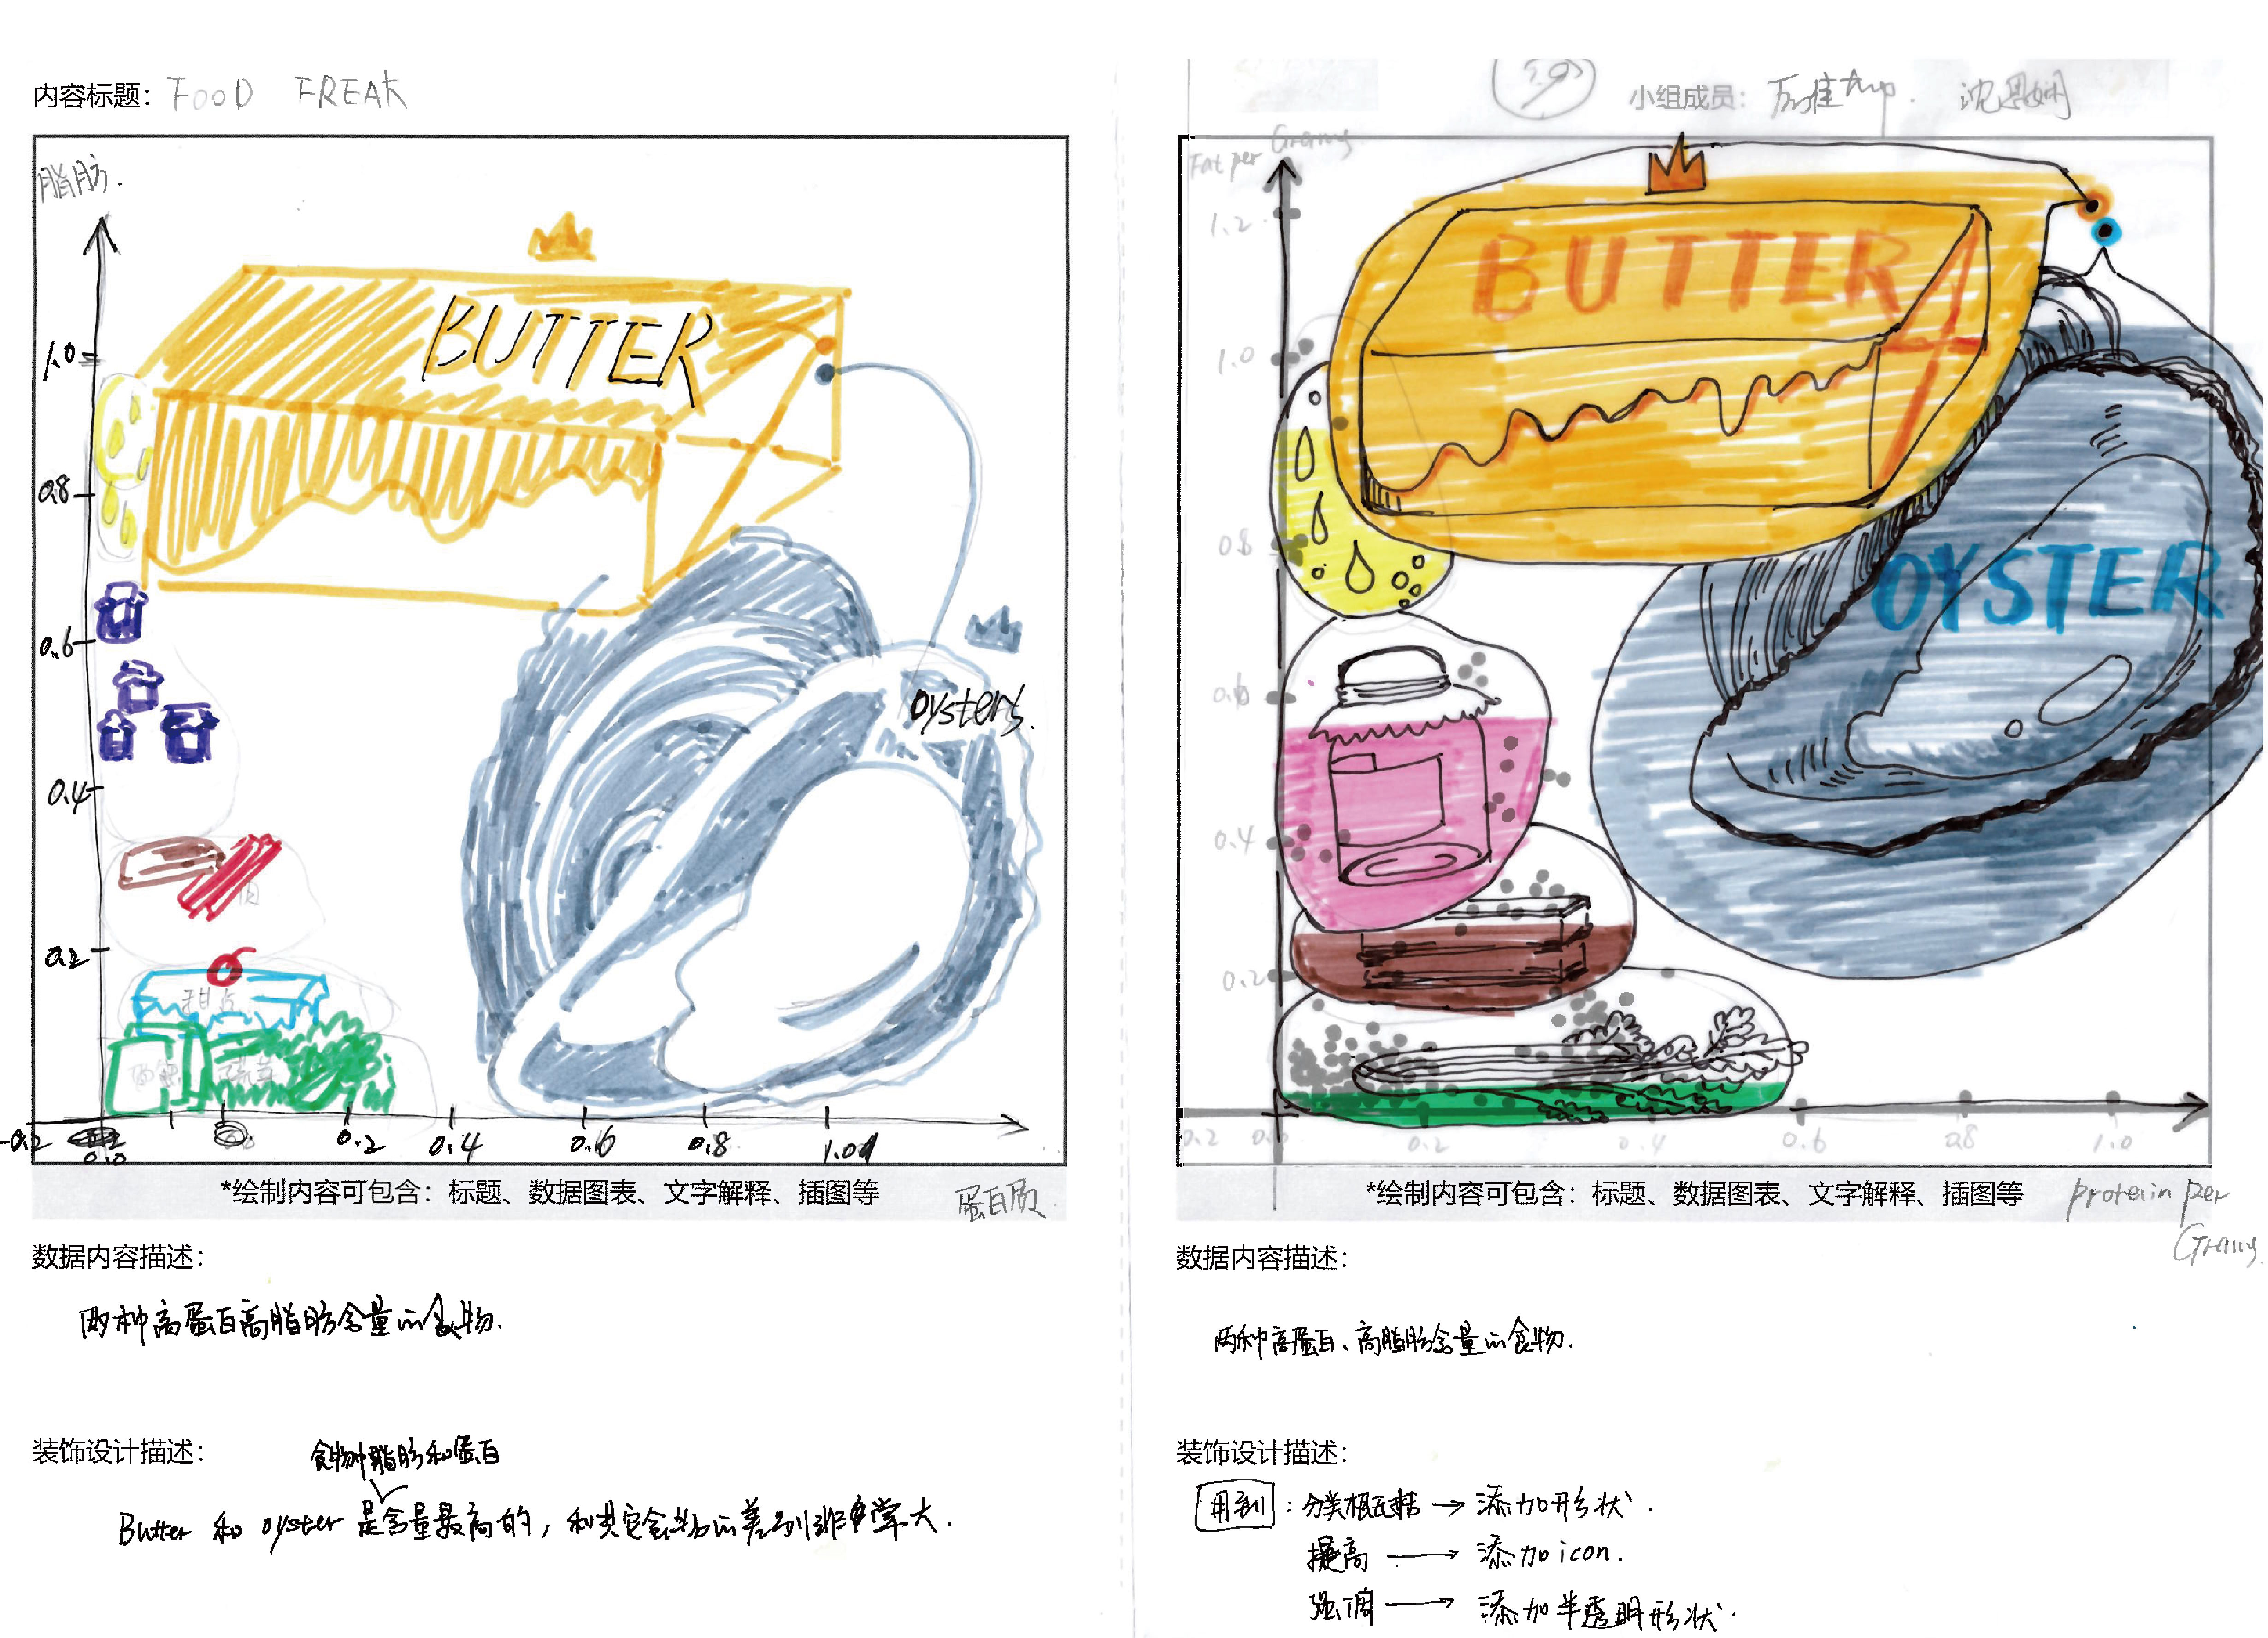 内容标题：FOOD FREAK
脂肪.
BUTTER
1.0
0.8
oysters.
0.6
0.4
0.2
甜点
蔬菜
-0.2 0.0 0.2 0.4 0.6 0.8 1.0
*绘制内容可包含：标题、数据图表、文字解释、插图等
蛋白质
数据内容描述：
两种高蛋白高脂肪含量的食物.
装饰设计描述：
食物中脂肪和蛋白
Butter 和 oyster 是含量最高的，和其它食物的差别非常大.
小组成员：
Fat per Grams
1.2
BUTTER
1.0
0.8
OYSTER
0.6
0.4
0.2
0.2 0.0 0.2 0.4 0.6 0.8 1.0
*绘制内容可包含：标题、数据图表、文字解释、插图等
protein per
Grams
数据内容描述：
两种高蛋白、高脂肪含量的食物.
装饰设计描述：
用到：分类概括 → 添加形状.
提高 → 添加icon.
强调 → 添加半透明形状.